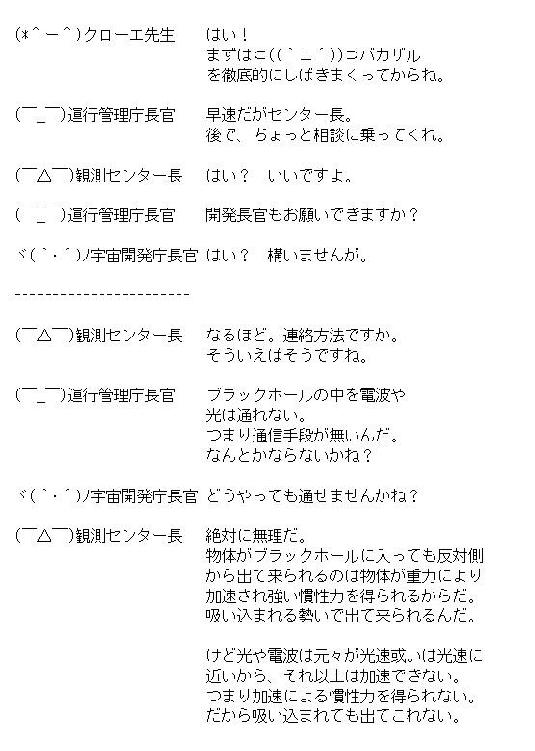 (*＾ー＾)クローエ先生　はい！
まずは⊂((｀ニ´))⊃バカザル
を徹底的にしばきまくってからね。
(￣_￣)運行管理庁長官　早速だがセンター長。
後で、ちょっと相談に乗ってくれ。
(￣△￣)観測センター長　はい？　いいですよ。
(￣_￣)運行管理庁長官　開発長官もお願いできますか？
ヾ(｀・´)ﾉ宇宙開発庁長官　はい？　構いませんが。
-----------------------
(￣△￣)観測センター長　なるほど。連絡方法ですか。
そういえばそうですね。
(￣_￣)運行管理庁長官　ブラックホールの中を電波や
光は通れない。
つまり通信手段が無いんだ。
なんとかならないかね？
ヾ(｀・´)ﾉ宇宙開発庁長官　どうやっても通せませんかね？
(￣△￣)観測センター長　絶対に無理だ。
物体がブラックホールに入っても反対側
から出て来られるのは物体が重力により
加速され強い慣性力を得られるからだ。
吸い込まれる勢いで出て来られるんだ。
けど光や電波は元々が光速或いは光速に
近いから、それ以上は加速できない。
つまり加速による慣性力を得られない。
だから吸い込まれても出てこれない。